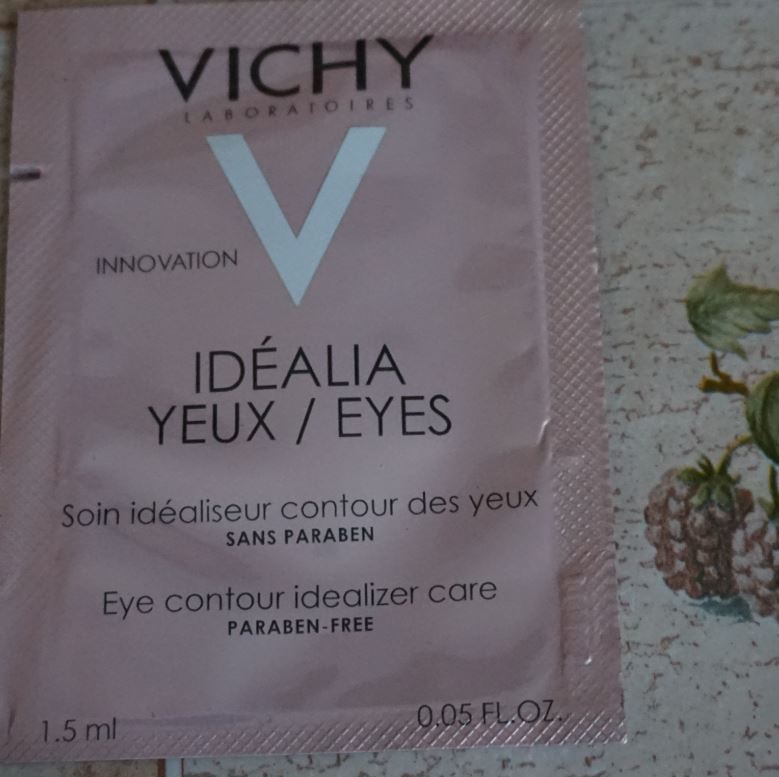 VICHY
LABORATOIRES
INNOVATION
IDÉALIA
YEUX / EYES
Soin idéaliseur contour des yeux
SANS PARABEN
Eye contour idealizer care
PARABEN-FREE
1.5 ml
0.05 FL.OZ.